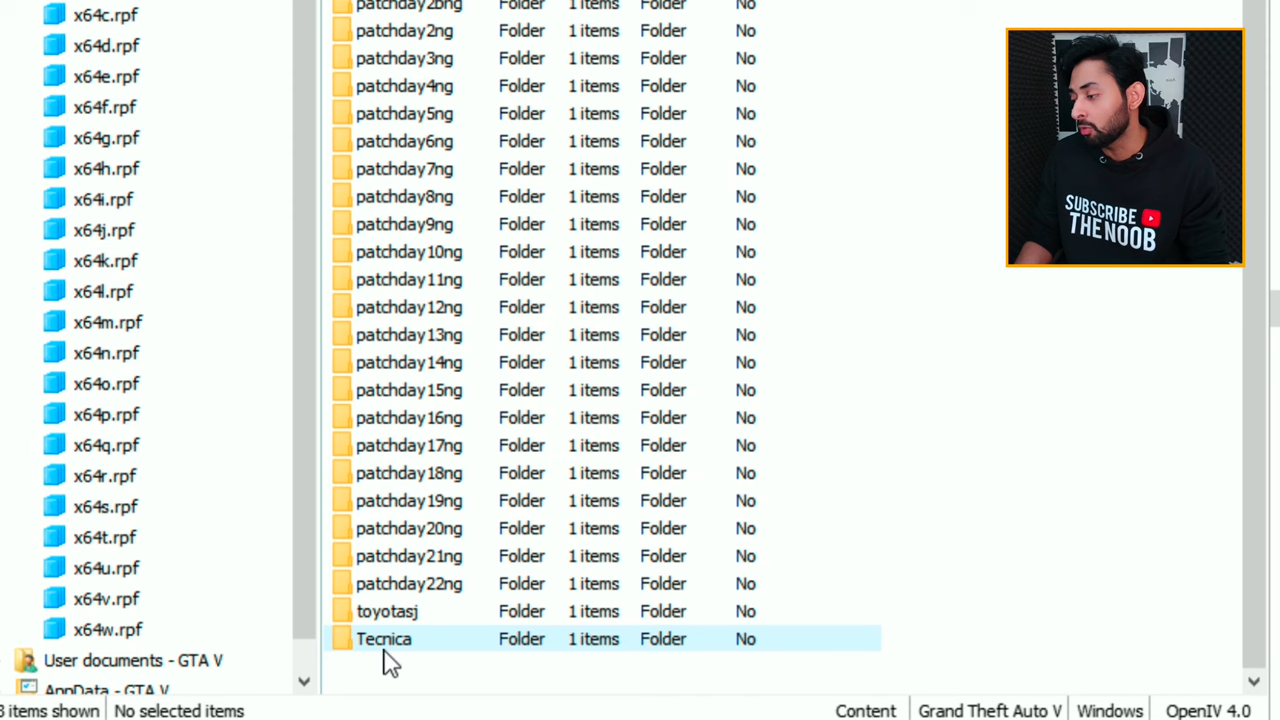 x64c.rpf
x64d.rpf
x64e.rpf
x64f.rpf
x64g.rpf
x64h.rpf
x64i.rpf
x64j.rpf
x64k.rpf
x64l.rpf
x64m.rpf
x64n.rpf
x64o.rpf
x64p.rpf
x64q.rpf
x64r.rpf
x64s.rpf
x64t.rpf
x64u.rpf
x64v.rpf
x64w.rpf
User documents - GTA V
AppData - GTA V
patchday2bng Folder 1 items Folder No
patchday2ng Folder 1 items Folder No
patchday3ng Folder 1 items Folder No
patchday4ng Folder 1 items Folder No
patchday5ng Folder 1 items Folder No
patchday6ng Folder 1 items Folder No
patchday7ng Folder 1 items Folder No
patchday8ng Folder 1 items Folder No
patchday9ng Folder 1 items Folder No
patchday10ng Folder 1 items Folder No
patchday11ng Folder 1 items Folder No
patchday12ng Folder 1 items Folder No
patchday13ng Folder 1 items Folder No
patchday14ng Folder 1 items Folder No
patchday15ng Folder 1 items Folder No
patchday16ng Folder 1 items Folder No
patchday17ng Folder 1 items Folder No
patchday18ng Folder 1 items Folder No
patchday19ng Folder 1 items Folder No
patchday20ng Folder 1 items Folder No
patchday21ng Folder 1 items Folder No
patchday22ng Folder 1 items Folder No
toyotasj Folder 1 items Folder No
Tecnica Folder 1 items Folder No
SUBSCRIBE
THE NOOB
items shown No selected items Content Grand Theft Auto V Windows OpenIV 4.0